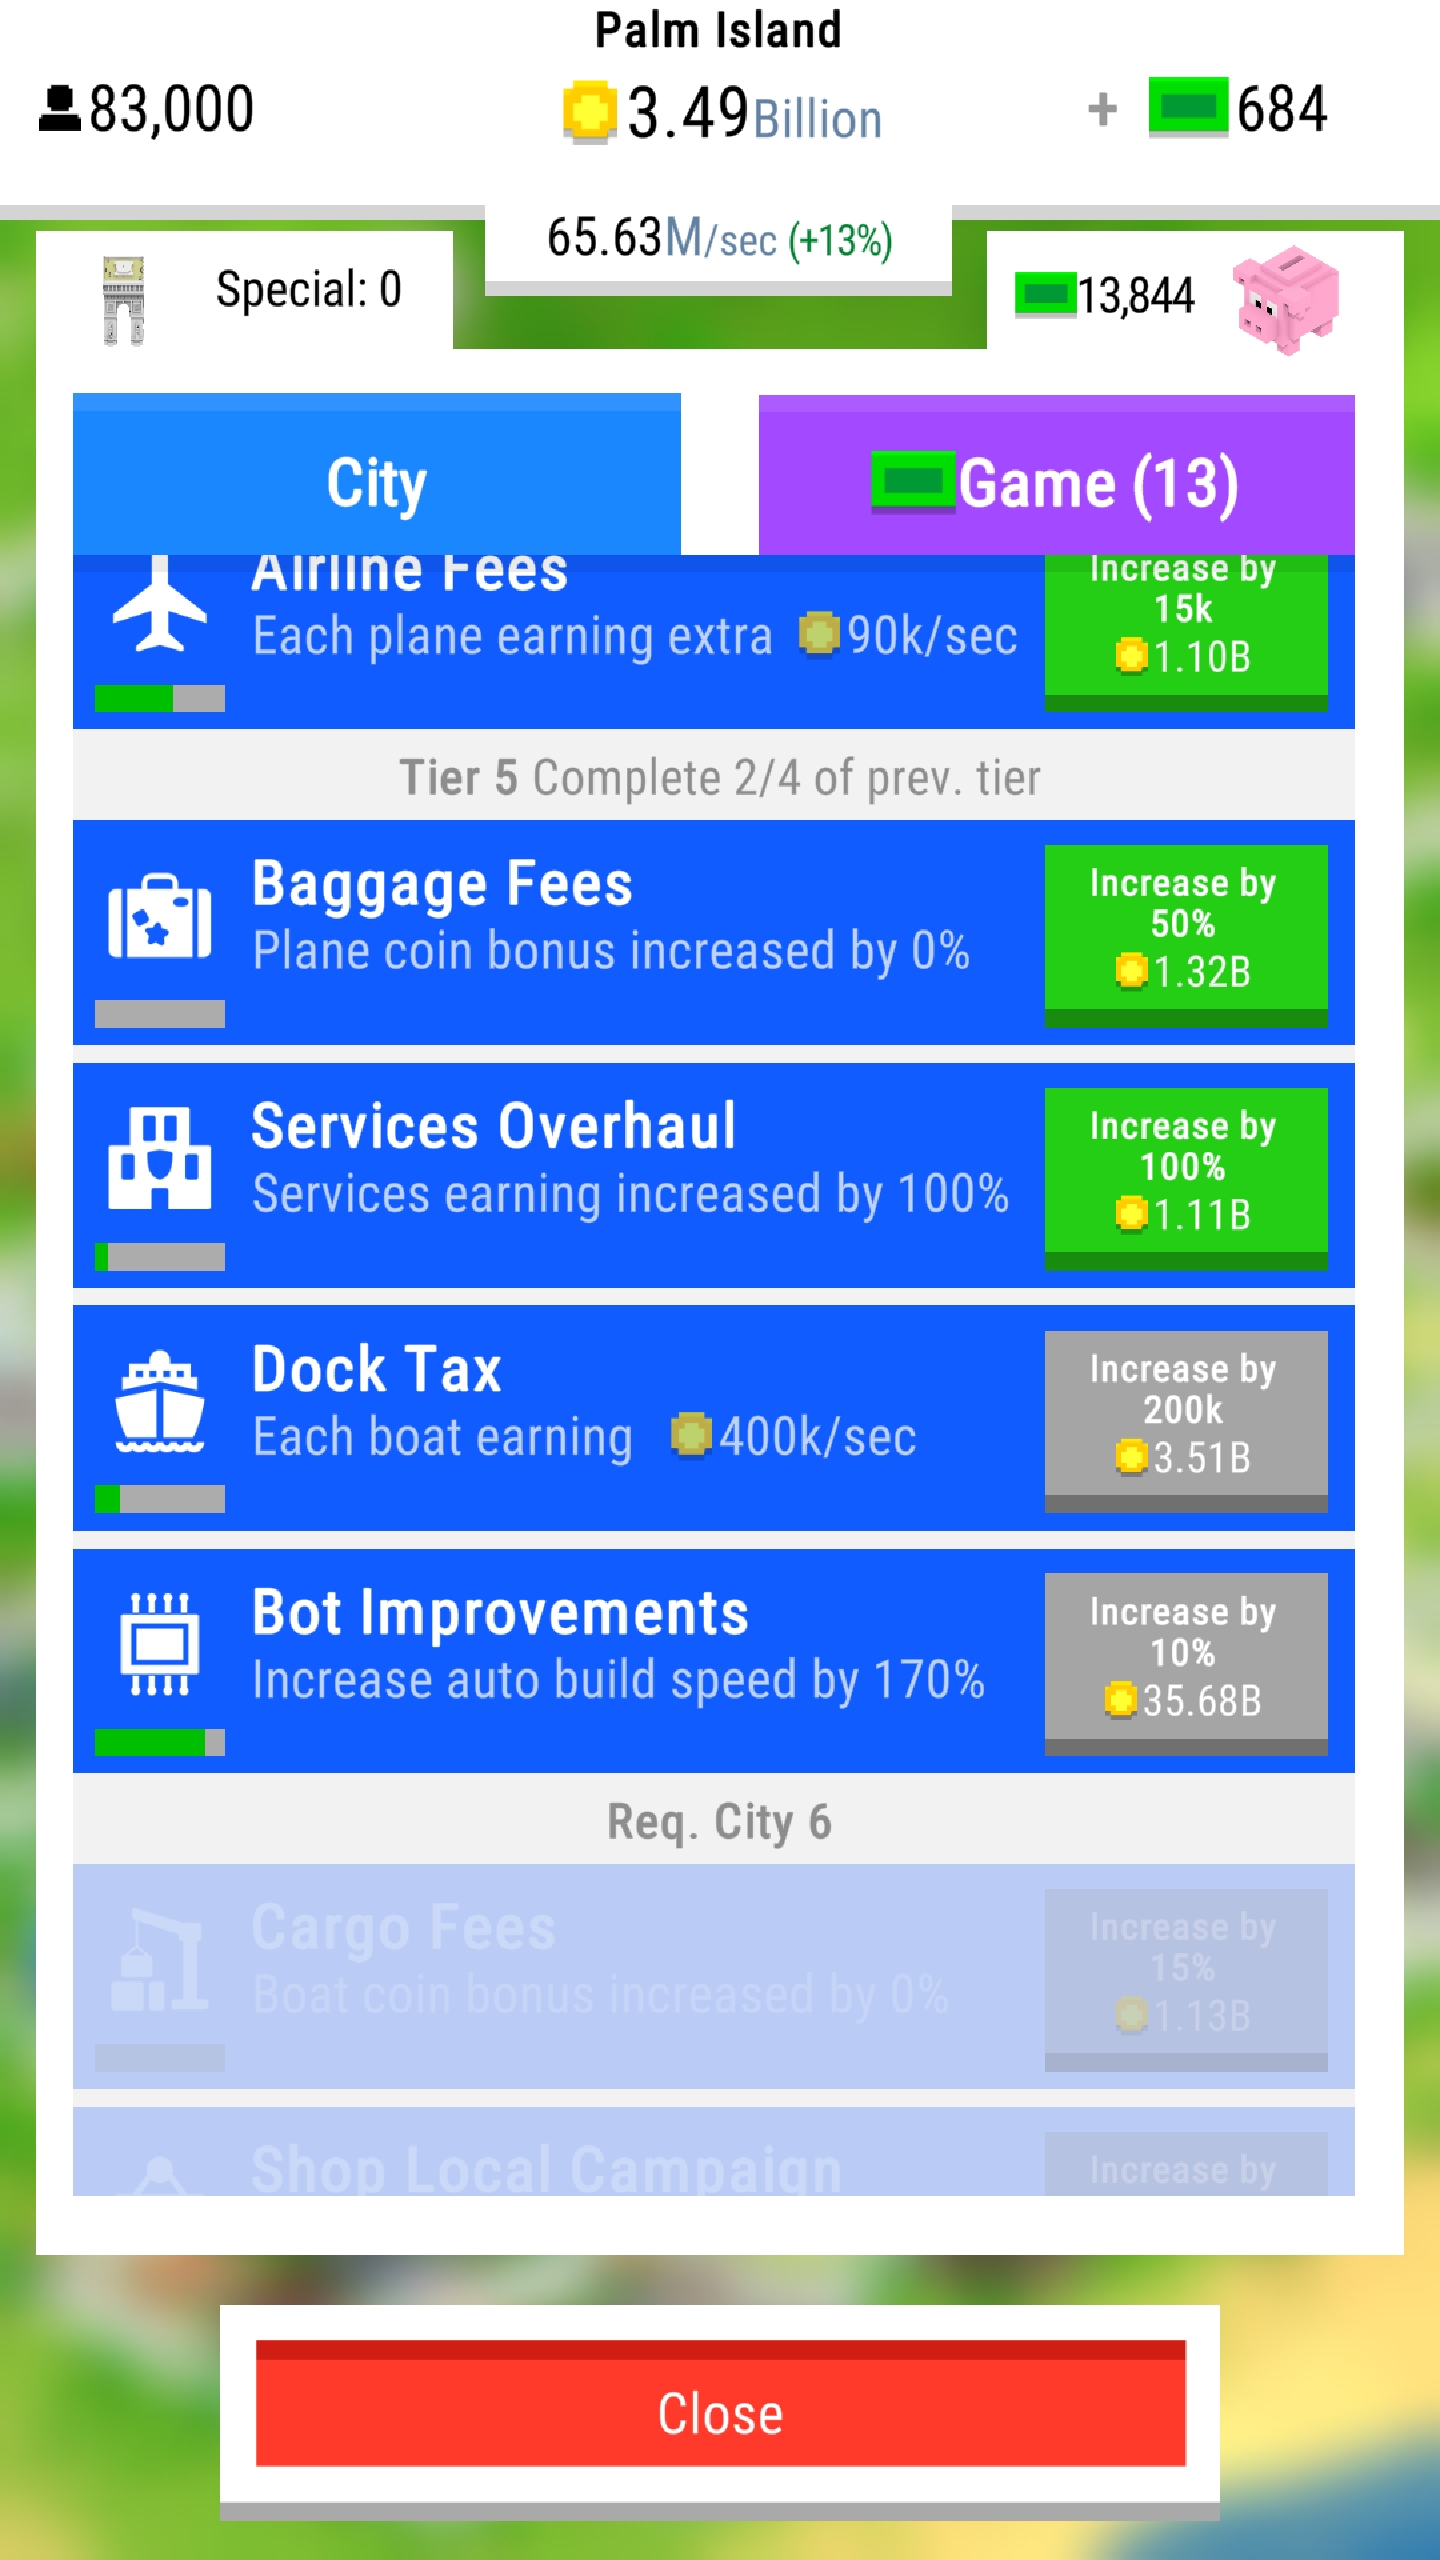 Palm Island
83,000
3.49Billion
+ 684
65.63M/sec (+13%)
Special: 0
13,844
City
Game (13)
Airline Fees
Each plane earning extra 90k/sec
Increase by
15k
1.10B
Tier 5 Complete 2/4 of prev. tier
Baggage Fees
Plane coin bonus increased by 0%
Increase by
50%
1.32B
Services Overhaul
Services earning increased by 100%
Increase by
100%
1.11B
Dock Tax
Each boat earning 400k/sec
Increase by
200k
3.51B
Bot Improvements
Increase auto build speed by 170%
Increase by
10%
35.68B
Req. City 6
Cargo Fees
Boat coin bonus increased by 0%
Increase by
15%
1.13B
Shop Local Campaign
Increase by
Close